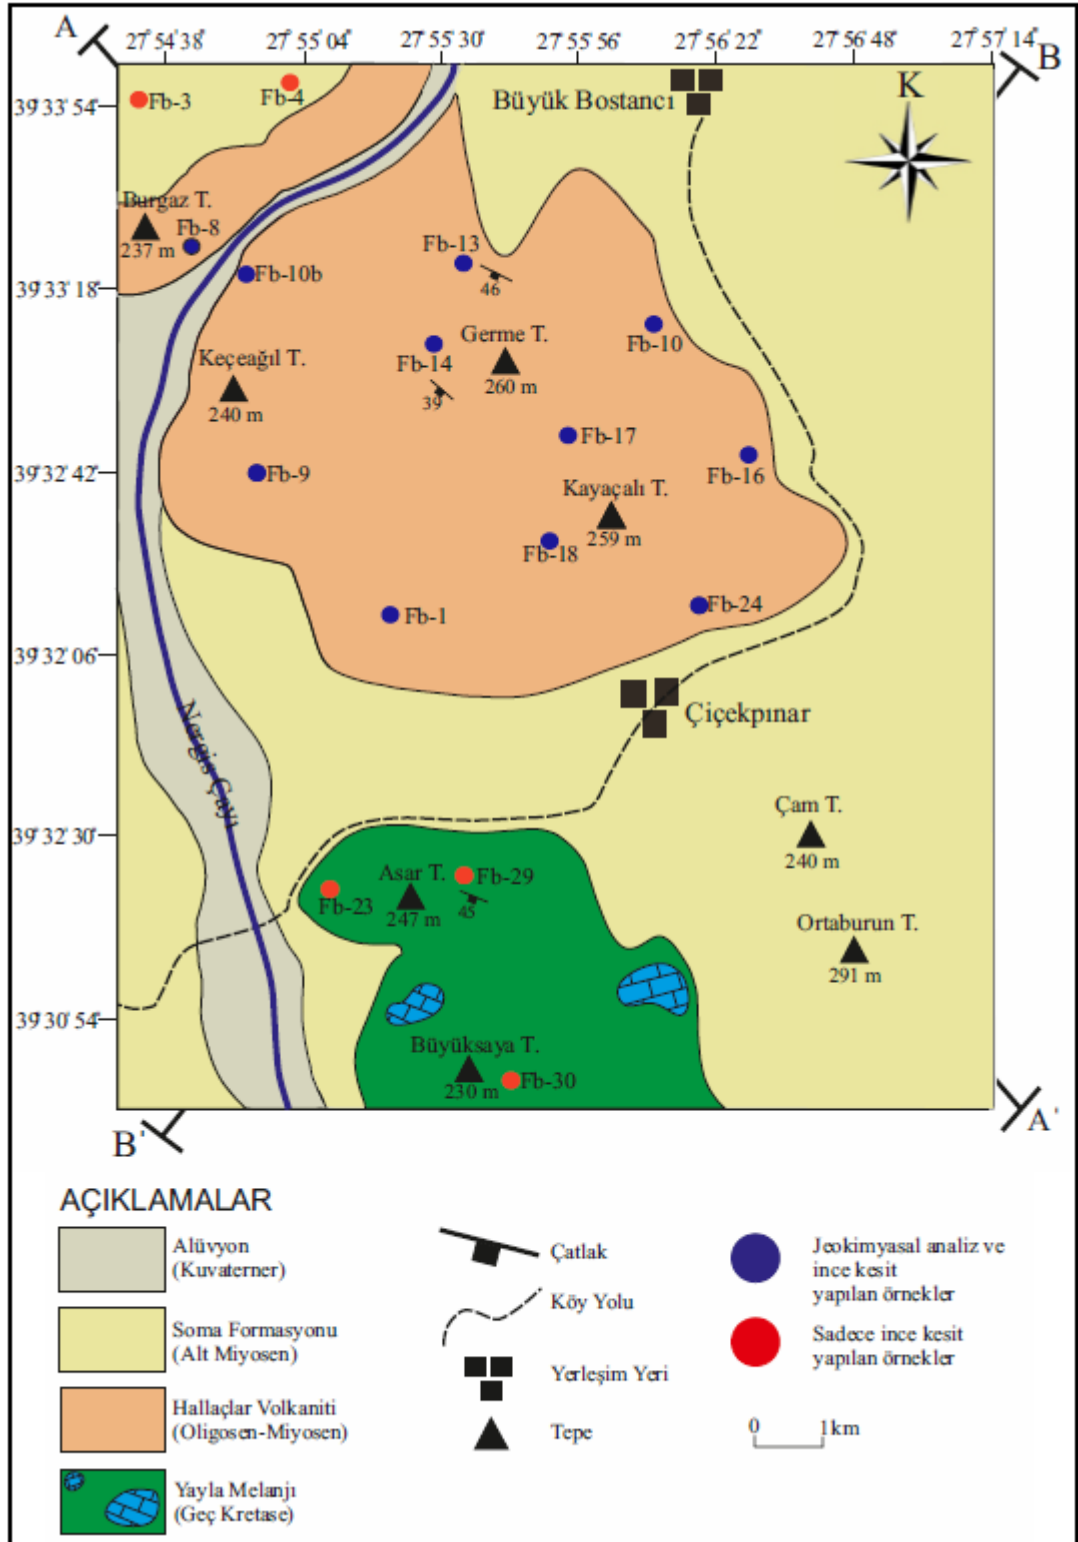 A
27°54'38"
27°55'04"
27°55'30"
27°55'56"
27°56'22"
27°56'48"
27°57'14"
B
39°33'54"
Fb-3
Fb-4
Büyük Bostancı
K
Burgaz T.
237 m
Fb-8
Fb-10b
Fb-13
46
39°33'18"
Keçeağıl T.
240 m
Fb-14
39
Germe T.
260 m
Fb-10
Fb-17
Fb-16
39°32'42"
Fb-9
Kayaçalı T.
259 m
Fb-18
Fb-1
Fb-24
39°32'06"
Çiçekpınar
Nergis Çayı
Çam T.
240 m
39°32'30"
Asar T.
247 m
Fb-29
45
Fb-23
Ortaburun T.
291 m
39°30'54"
Büyüksaya T.
230 m
Fb-30
B'
A'
AÇIKLAMALAR
Alüvyon
(Kuvaterner)
Soma Formasyonu
(Alt Miyosen)
Hallaçlar Volkaniti
(Oligosen-Miyosen)
Yayla Melanjı
(Geç Kretase)
Çatlak
Köy Yolu
Yerleşim Yeri
Tepe
Jeokimyasal analiz ve
ince kesit
yapılan örnekler
Sadece ince kesit
yapılan örnekler
0 1km